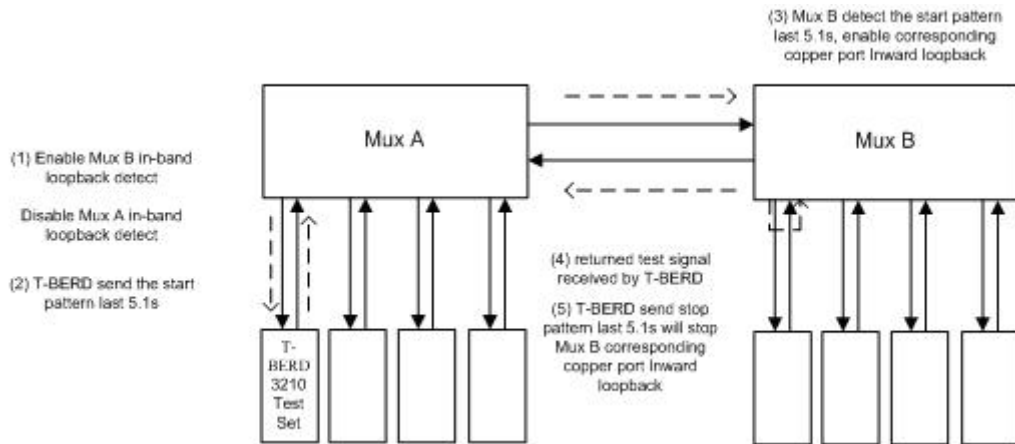 (3) Mux B detect the start pattern
last 5.1s, enable corresponding
copper port Inward loopback
Mux A
Mux B
(1) Enable Mux B in-band
loopback detect
Disable Mux A in-band
loopback detect
(2) T-BERD send the start
pattern last 5.1s
(4) returned test signal
received by T-BERD
(5) T-BERD send stop
pattern last 5.1s will stop
Mux B corresponding
copper port Inward
loopback
T-
BERD
3210
Test
Set